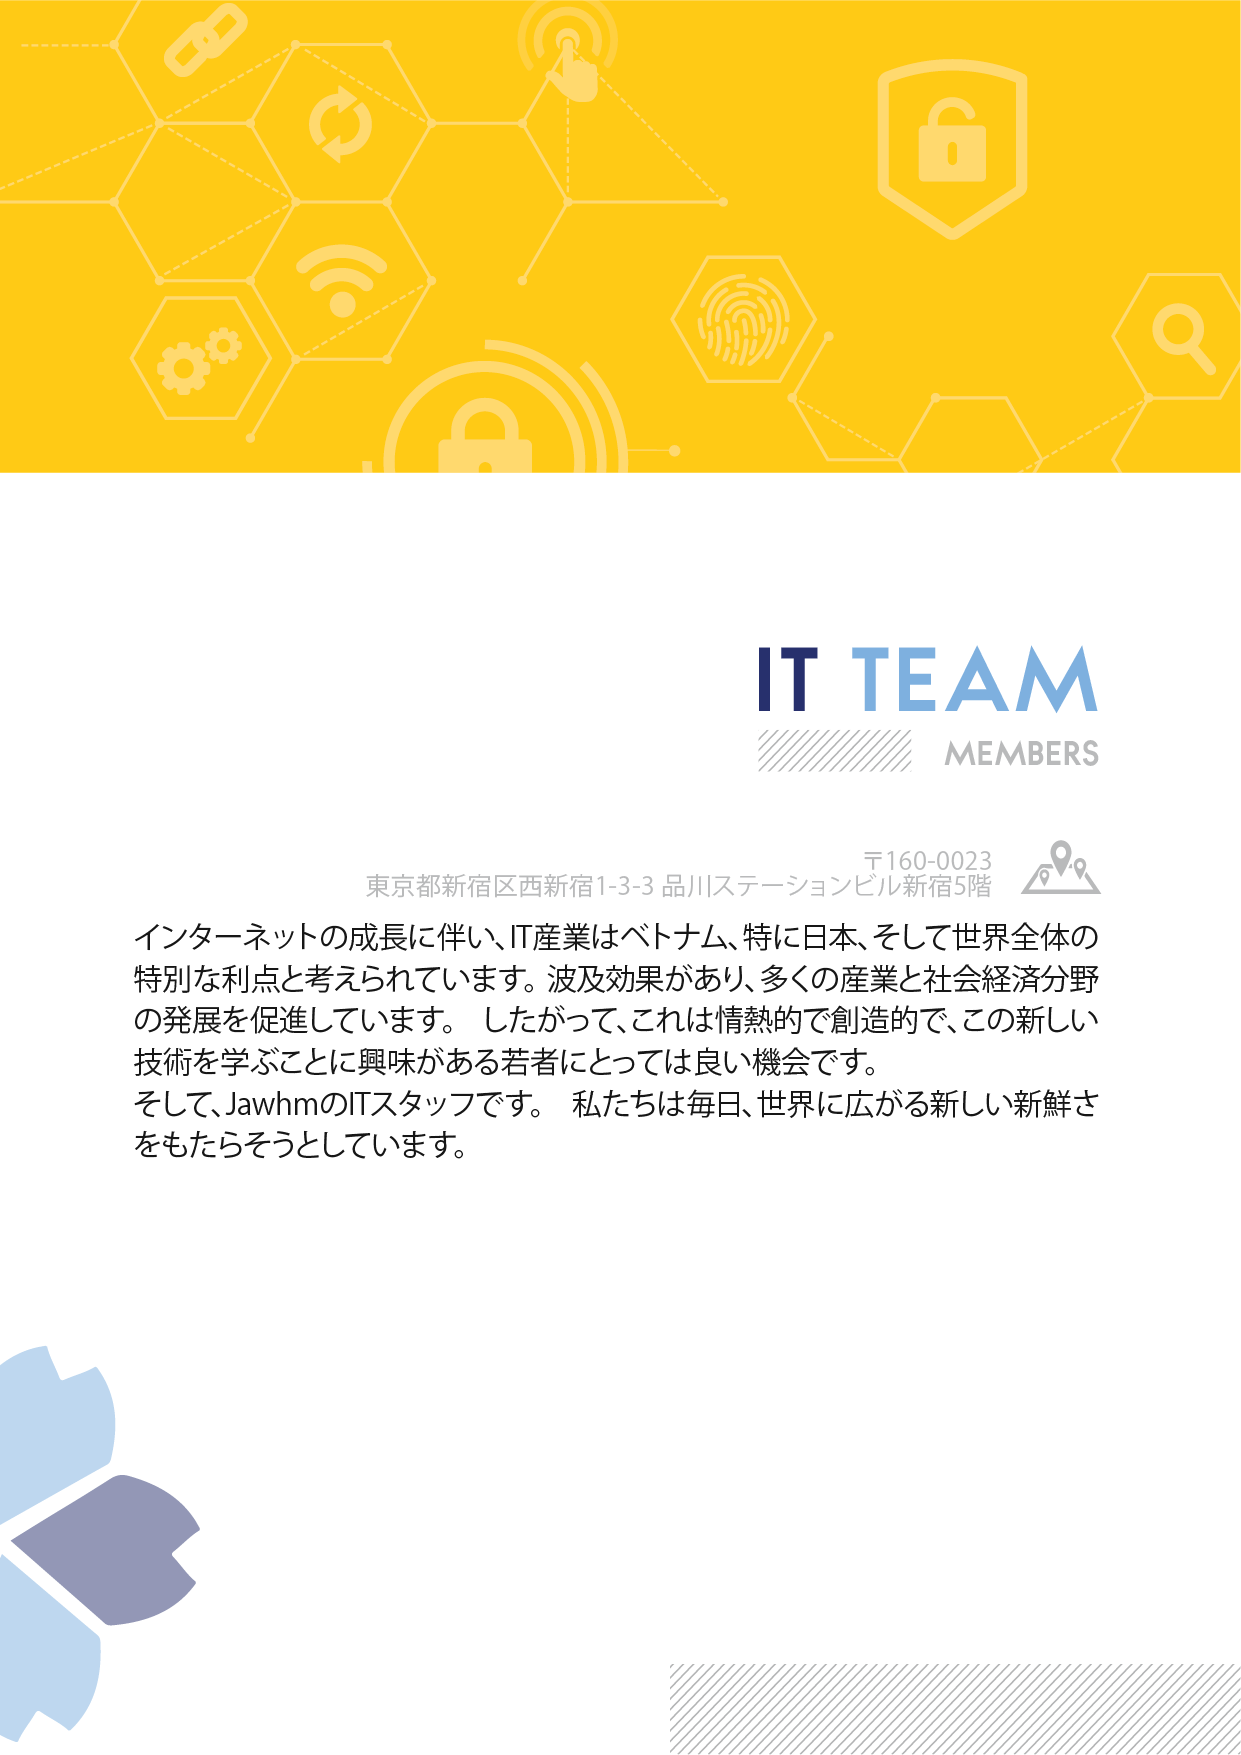 IT TEAM
MEMBERS
〒160-0023
東京都新宿区西新宿1-3-3 品川ステーションビル新宿5階
インターネットの成長に伴い、IT産業はベトナム、特に日本、そして世界全体の
特別な利点と考えられています。波及効果があり、多くの産業と社会経済分野
の発展を促進しています。 したがって、これは情熱的で創造的で、この新しい
技術を学ぶことに興味がある若者にとっては良い機会です。
そして、JawhmのITスタッフです。 私たちは毎日、世界に広がる新しい新鮮さ
をもたらそうとしています。